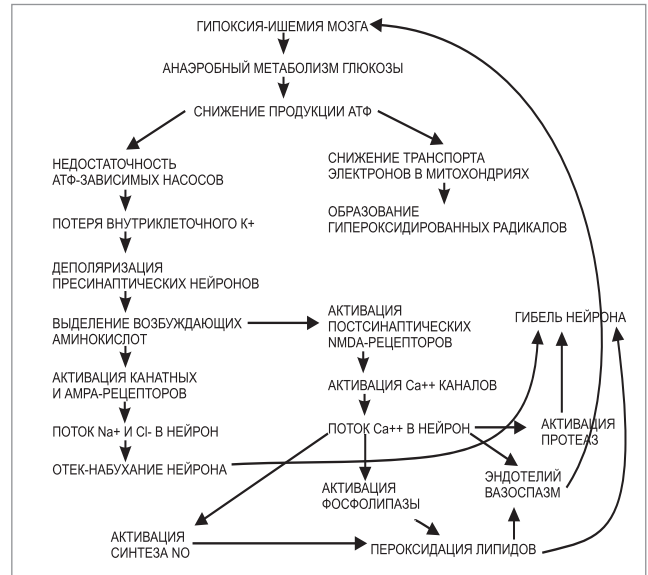 ГИПОКСИЯ-ИШЕМИЯ МОЗГА
АНАЭРОБНЫЙ МЕТАБОЛИЗМ ГЛЮКОЗЫ
СНИЖЕНИЕ ПРОДУКЦИИ АТФ
НЕДОСТАТОЧНОСТЬ
АТФ-ЗАВИСИМЫХ НАСОСОВ
СНИЖЕНИЕ ТРАНСПОРТА
ЭЛЕКТРОНОВ В МИТОХОНДРИЯХ
ПОТЕРЯ ВНУТРИКЛЕТОЧНОГО К+
ОБРАЗОВАНИЕ
ГИПЕРОКСИДИРОВАННЫХ РАДИКАЛОВ
ДЕПОЛЯРИЗАЦИЯ
ПРЕСИНАПТИЧЕСКИХ НЕЙРОНОВ
ВЫДЕЛЕНИЕ ВОЗБУЖДАЮЩИХ
АМИНОКИСЛОТ
АКТИВАЦИЯ
ПОСТСИНАПТИЧЕСКИХ
NMDA-РЕЦЕПТОРОВ
ГИБЕЛЬ НЕЙРОНА
АКТИВАЦИЯ КАНАТНЫХ
И АМРА-РЕЦЕПТОРОВ
АКТИВАЦИЯ Ca++ КАНАЛОВ
ПОТОК Na+ И Cl- В НЕЙРОН
ПОТОК Ca++ В НЕЙРОН
АКТИВАЦИЯ
ПРОТЕАЗ
ОТЕК-НАБУХАНИЕ НЕЙРОНА
АКТИВАЦИЯ
ФОСФОЛИПАЗЫ
ЭНДОТЕЛИЙ
ВАЗОСПАЗМ
АКТИВАЦИЯ
СИНТЕЗА NO
ПЕРОКСИДАЦИЯ ЛИПИДОВ